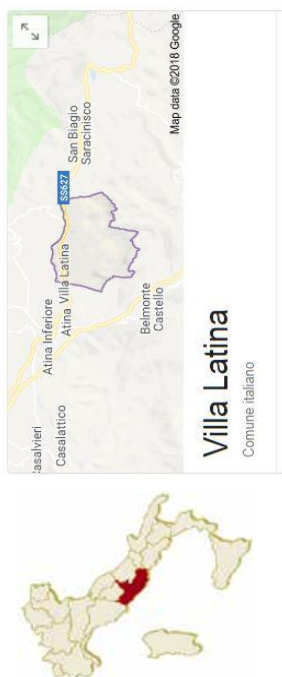 Casalvieri
Casalattico
Atina Inferiore
Atina
Villa Latina
SS627
San Biagio
Saracinisco
Belmonte
Castello
Map data ©2018 Google
Villa Latina
Comune italiano